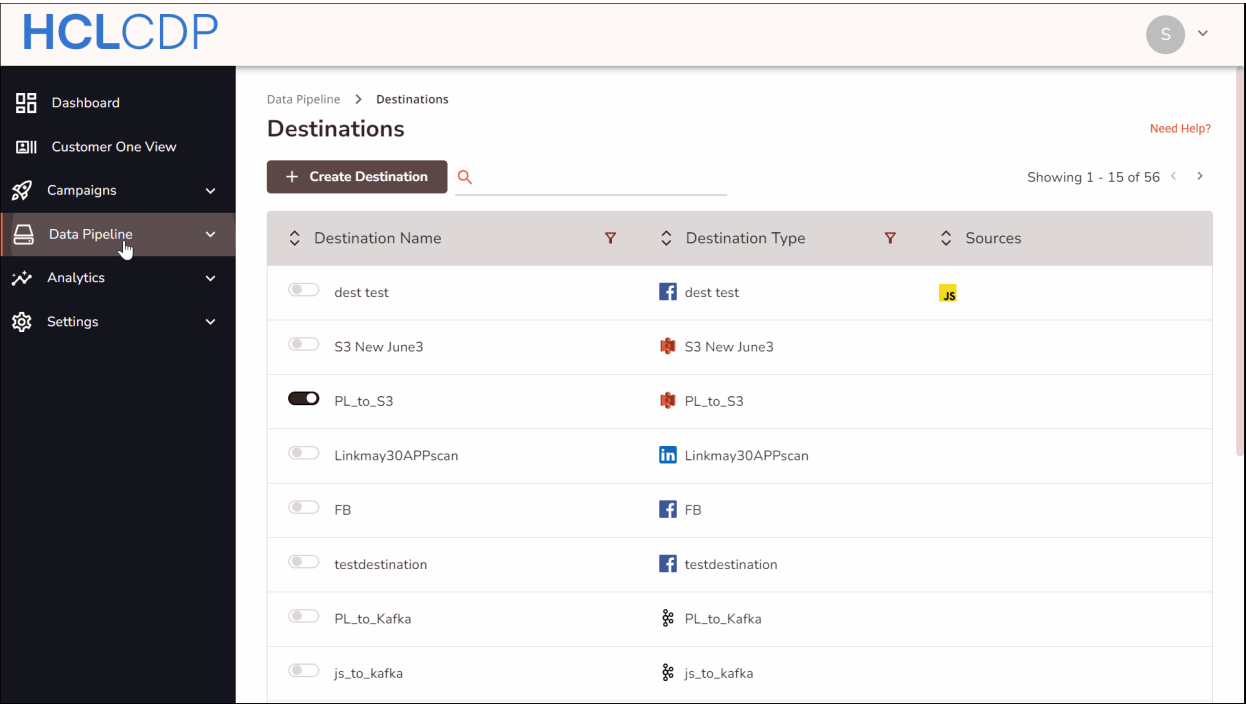 HCLCDP
S
Dashboard
Customer One View
Campaigns
Data Pipeline
Analytics
Settings
Data Pipeline > Destinations
Destinations
Need Help?
+ Create Destination
Showing 1 - 15 of 56 < >
Destination Name Destination Type Sources
dest test dest test JS
S3 New June3 S3 New June3
PL_to_S3 PL_to_S3
Linkmay30APPscan in Linkmay30APPscan
FB f FB
testdestination f testdestination
PL_to_Kafka PL_to_Kafka
js_to_kafka js_to_kafka